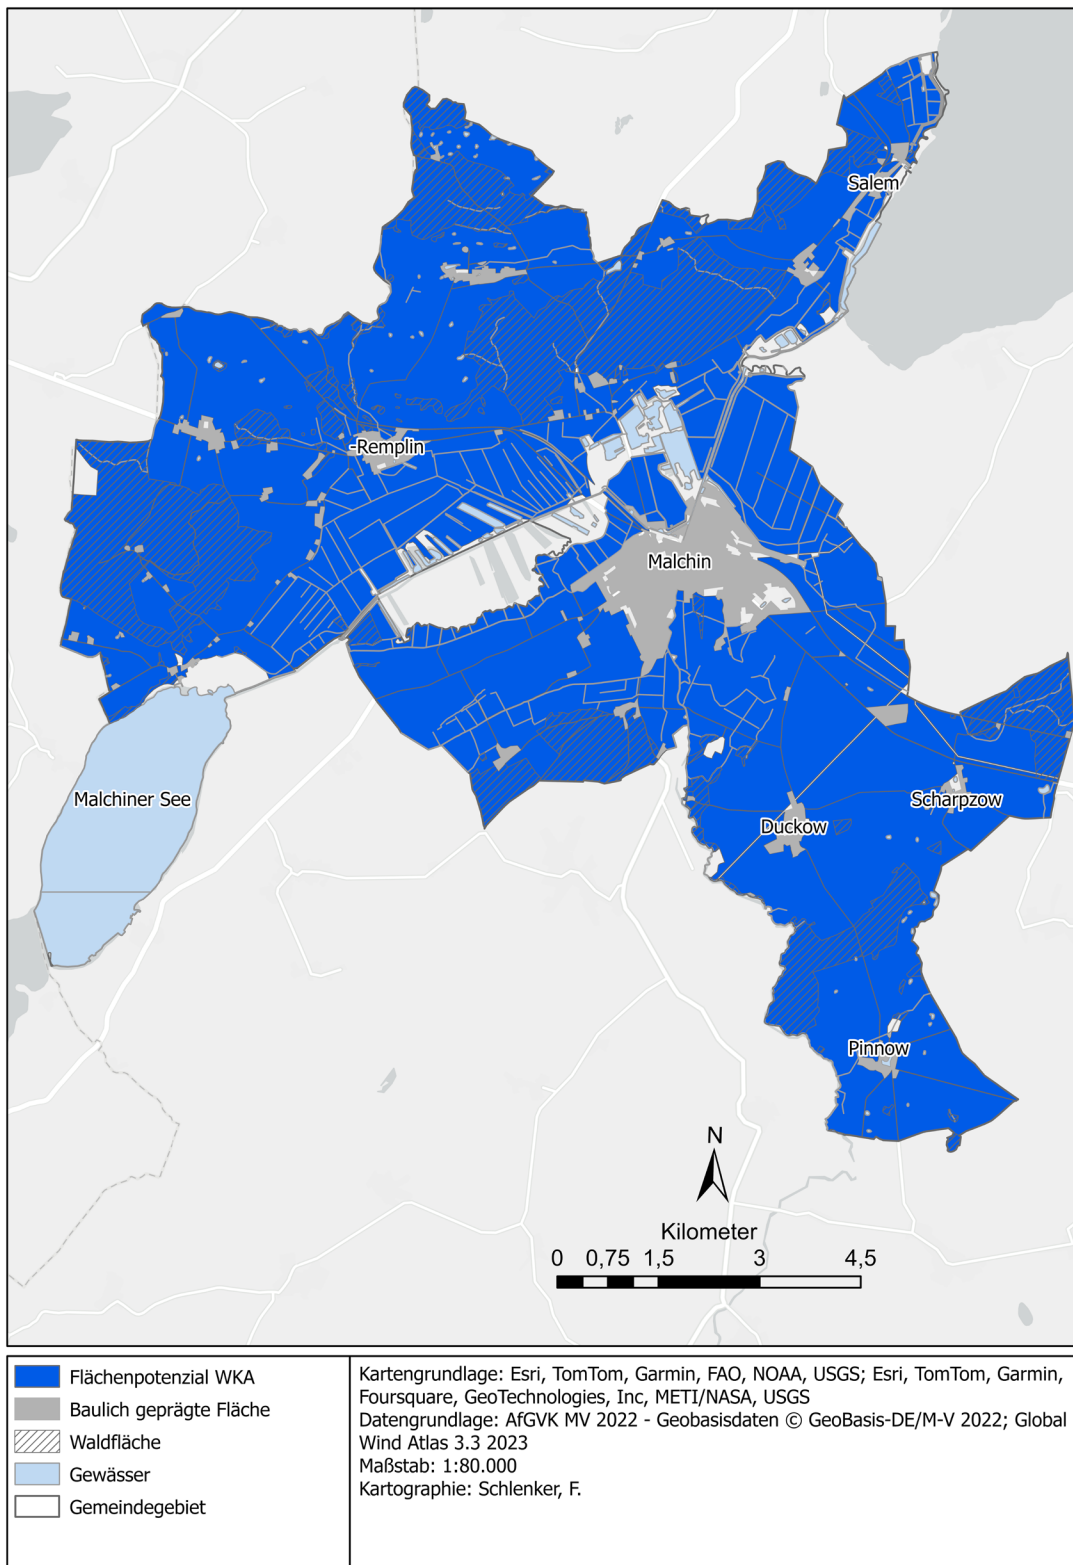 Salem
-Remplin
Malchin
Malchiner See
Scharpzow
Duckow
Pinnow
N
Kilometer
0 0,75 1,5 3 4,5
Flächenpotenzial WKA
Baulich geprägte Fläche
Waldfläche
Gewässer
Gemeindegebiet
Kartengrundlage: Esri, TomTom, Garmin, FAO, NOAA, USGS; Esri, TomTom, Garmin,
Foursquare, GeoTechnologies, Inc, METI/NASA, USGS
Datengrundlage: AfGVK MV 2022 - Geobasisdaten © GeoBasis-DE/M-V 2022; Global
Wind Atlas 3.3 2023
Maßstab: 1:80.000
Kartographie: Schlenker, F.